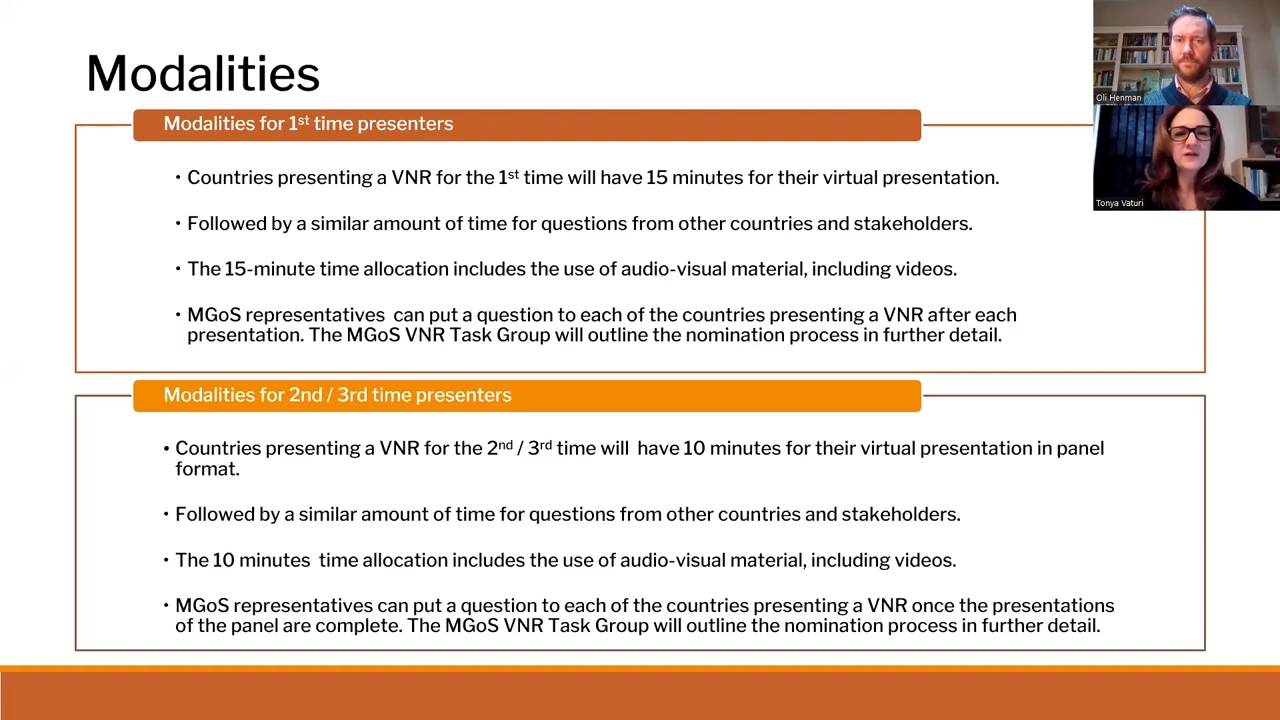 Modalities
Modalities for 1st time presenters
• Countries presenting a VNR for the 1st time will have 15 minutes for their virtual presentation.
• Followed by a similar amount of time for questions from other countries and stakeholders.
• The 15-minute time allocation includes the use of audio-visual material, including videos.
• MGoS representatives can put a question to each of the countries presenting a VNR after each
presentation. The MGoS VNR Task Group will outline the nomination process in further detail.
Modalities for 2nd / 3rd time presenters
• Countries presenting a VNR for the 2nd / 3rd time will have 10 minutes for their virtual presentation in panel
format.
• Followed by a similar amount of time for questions from other countries and stakeholders.
• The 10 minutes time allocation includes the use of audio-visual material, including videos.
• MGoS representatives can put a question to each of the countries presenting a VNR once the presentations
of the panel are complete. The MGoS VNR Task Group will outline the nomination process in further detail.
Oli Henman
Tonya Vaturi